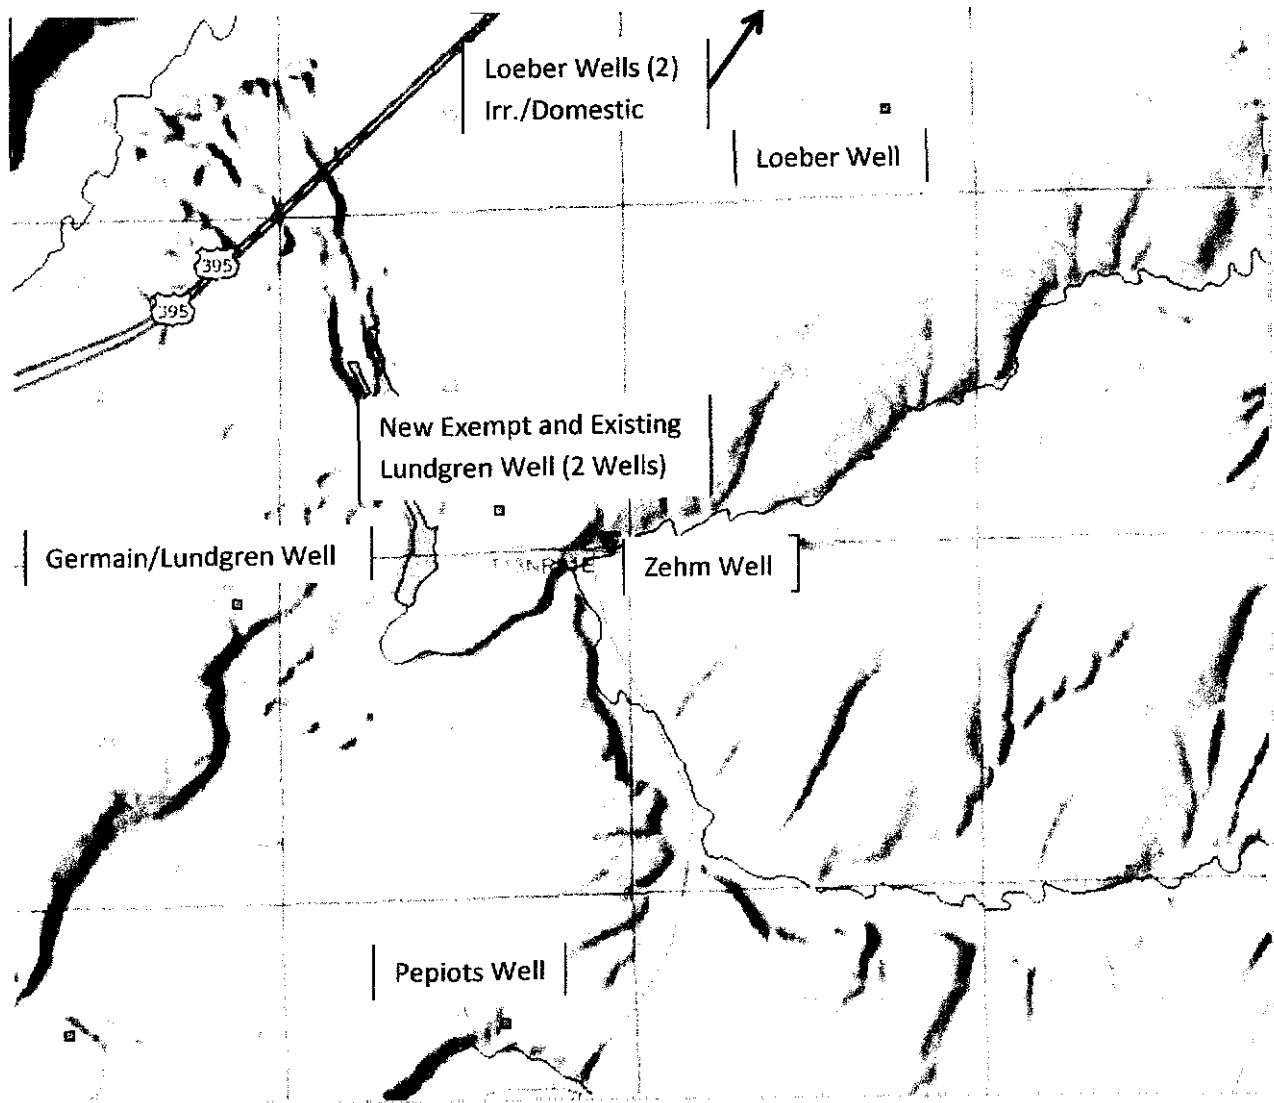 Loeber Wells (2)
Irr./Domestic
Loeber Well
395
395
New Exempt and Existing
Lundgren Well (2 Wells)
Germain/Lundgren Well
Zehm Well
Pepiots Well